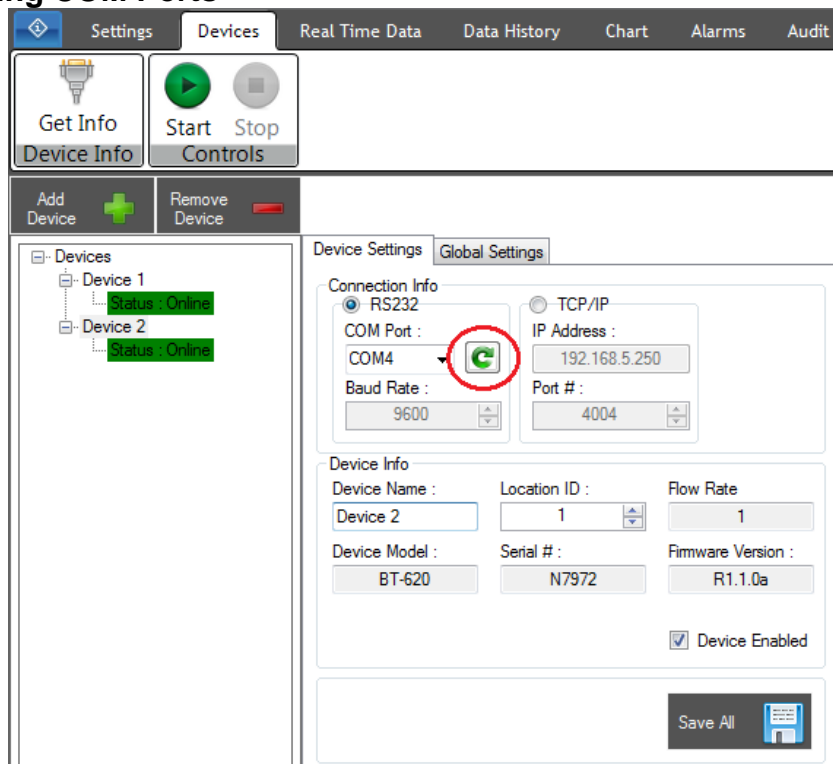 COM Ports
Settings Devices Real Time Data Data History Chart Alarms Audit
Get Info Start Stop
Device Info Controls
Add Device Remove Device
Devices
Device 1
Status : Online
Device 2
Status : Online
Device Settings Global Settings
Connection Info
RS232 TCP/IP
COM Port : IP Address :
COM4 192.168.5.250
Baud Rate : Port # :
9600 4004
Device Info
Device Name : Location ID : Flow Rate
Device 2 1 1
Device Model : Serial # : Firmware Version :
BT-620 N7972 R1.1.0a
Device Enabled
Save All